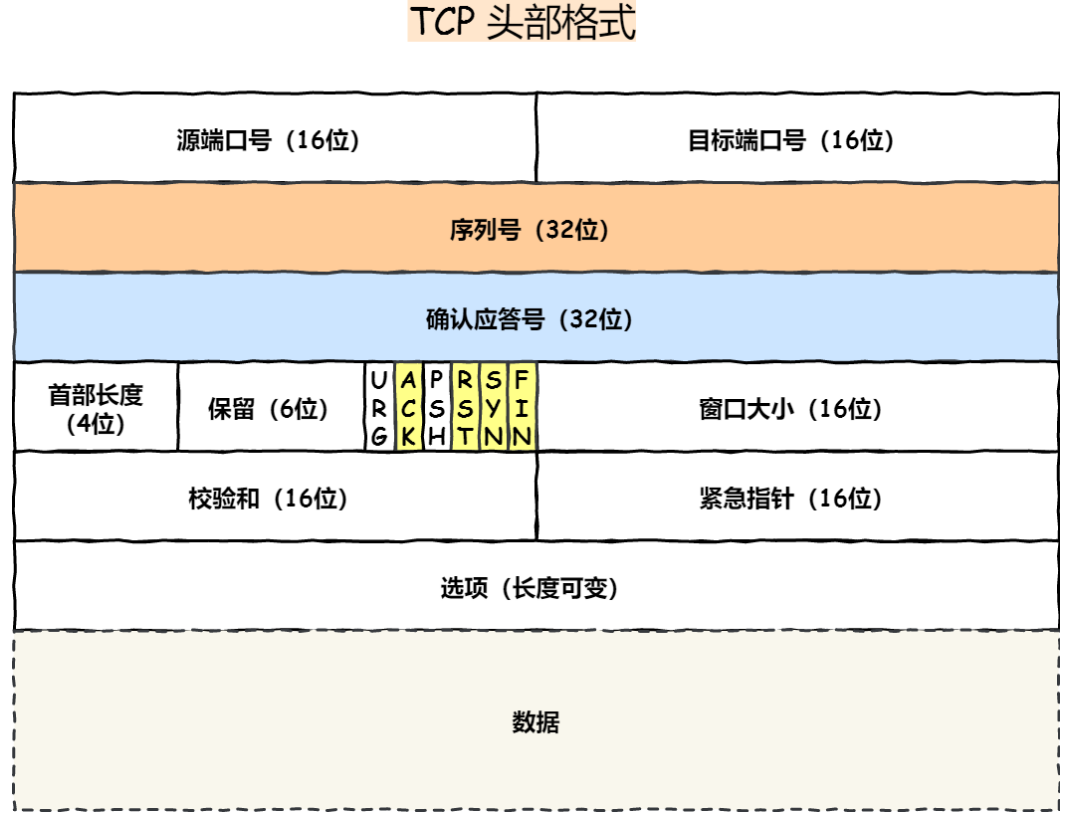 TCP 头部格式
源端口号（16位）
目标端口号（16位）
序列号（32位）
确认应答号（32位）
首部长度
（4位）
保留（6位）
URG
ACK
PSH
RST
SYN
FIN
窗口大小（16位）
校验和（16位）
紧急指针（16位）
选项（长度可变）
数据